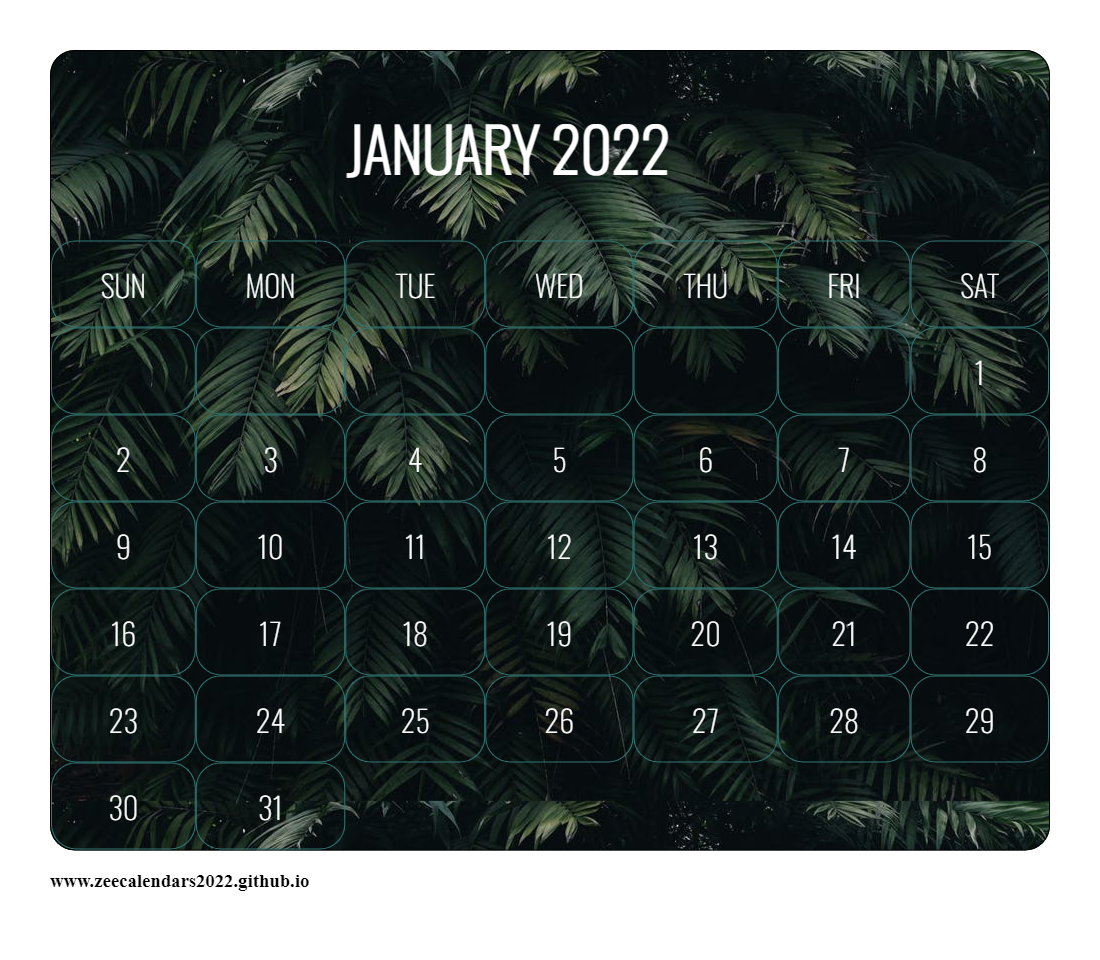 JANUARY 2022
SUN MON TUE WED THU FRI SAT
1
2 3 4 5 6 7 8
9 10 11 12 13 14 15
16 17 18 19 20 21 22
23 24 25 26 27 28 29
30 31
www.zeecalendars2022.github.io